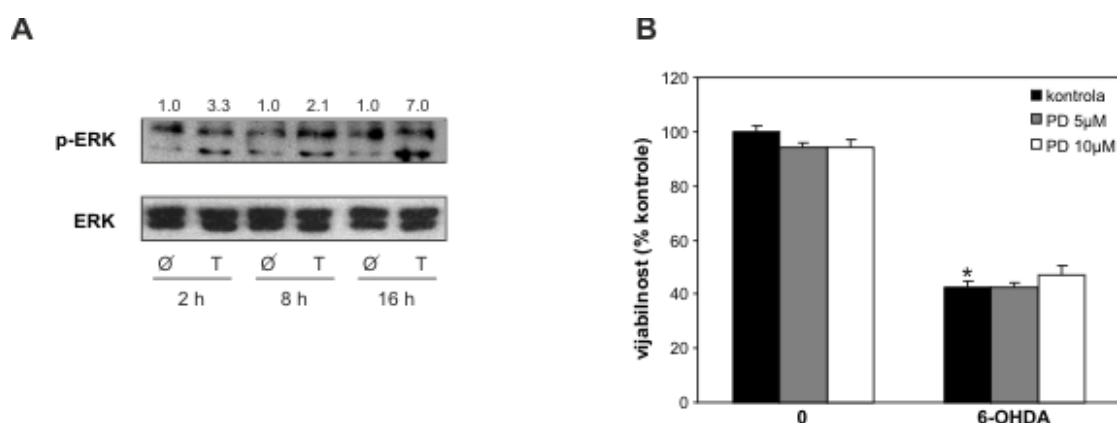 A
1.0 3.3 1.0 2.1 1.0 7.0
p-ERK
ERK
Ø T Ø T Ø T
2 h 8 h 16 h
B
vijabilnost (% kontrole)
120
100
80
60
40
20
0
kontrola
PD 5µM
PD 10µM
*
0 6-OHDA